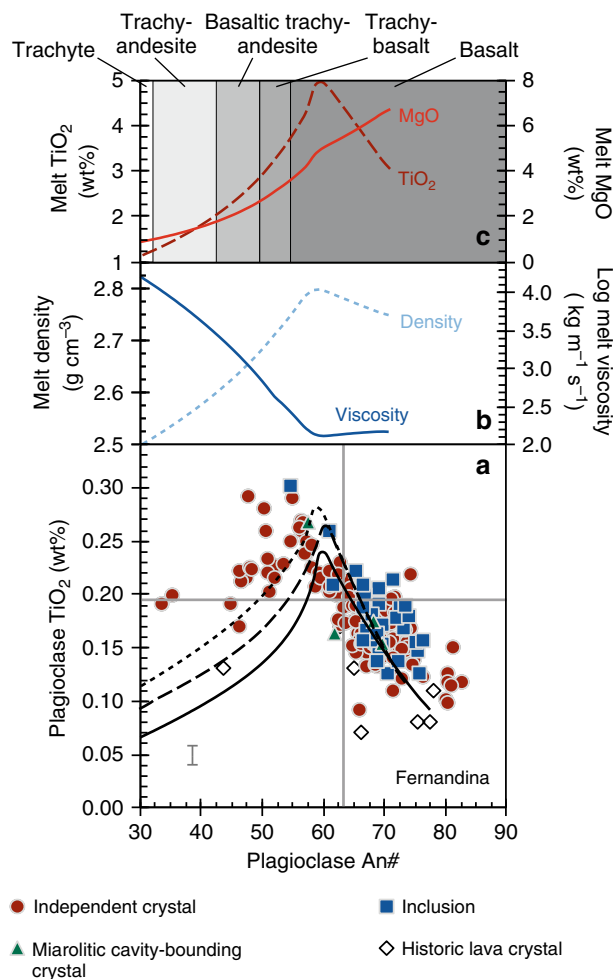 Trachyte
Trachy-
andesite
Basaltic trachy-
andesite
Trachy-
basalt
Basalt
5
4
3
2
1
Melt TiO2
(wt%)
8
6
4
2
0
Melt MgO
(wt%)
MgO
TiO2
c
2.8
2.7
2.6
2.5
Melt density
(g cm−3)
4.0
3.0
2.0
Log melt viscosity
(kg m−1 s−1)
Density
Viscosity
b
a
0.30
0.25
0.20
0.15
0.10
0.05
0.00
Plagioclase TiO2 (wt%)
Fernandina
30 40 50 60 70 80 90
Plagioclase An#
Independent crystal
Inclusion
Miarolitic cavity-bounding
crystal
Historic lava crystal